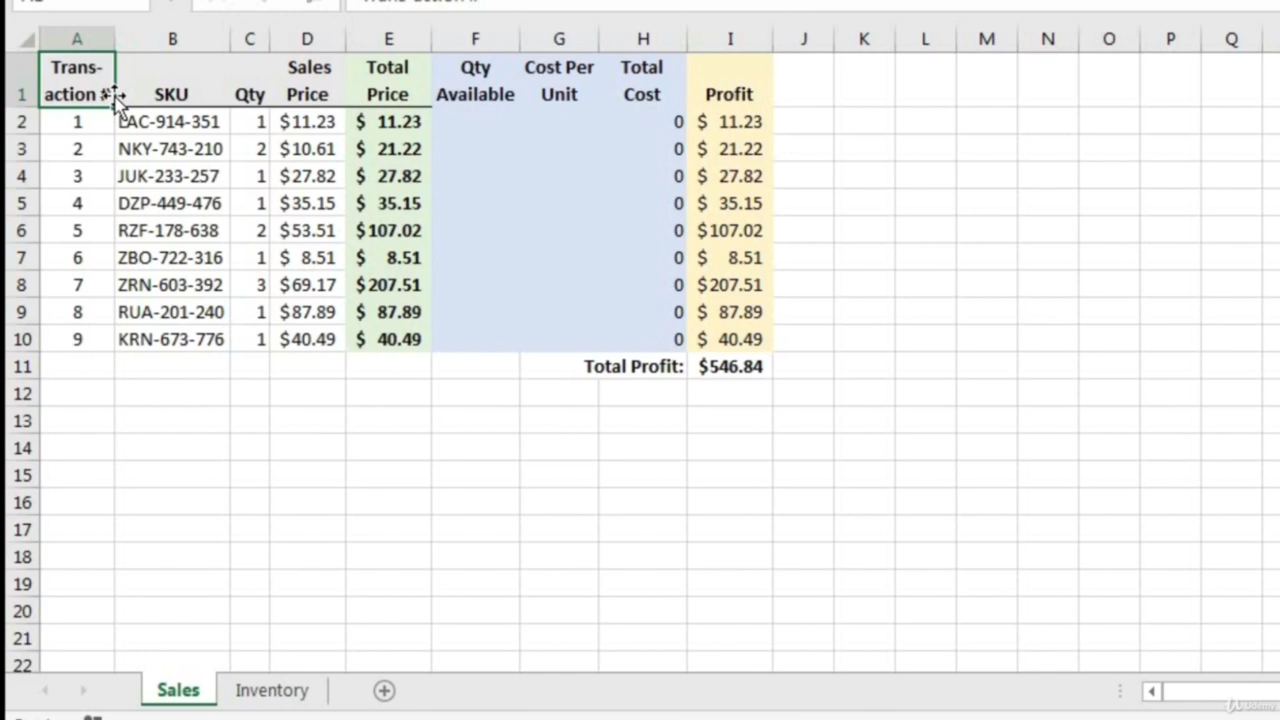 A B C D E F G H I J K L M N O P Q
Trans- Sales Total Qty Cost Per Total
1 action # SKU Qty Price Price Available Unit Cost Profit
2 1 LAC-914-351 1 $11.23 $ 11.23 0 $ 11.23
3 2 NKY-743-210 2 $10.61 $ 21.22 0 $ 21.22
4 3 JUK-233-257 1 $27.82 $ 27.82 0 $ 27.82
5 4 DZP-449-476 1 $35.15 $ 35.15 0 $ 35.15
6 5 RZF-178-638 2 $53.51 $107.02 0 $107.02
7 6 ZBO-722-316 1 $ 8.51 $ 8.51 0 $ 8.51
8 7 ZRN-603-392 3 $69.17 $207.51 0 $207.51
9 8 RUA-201-240 1 $87.89 $ 87.89 0 $ 87.89
10 9 KRN-673-776 1 $40.49 $ 40.49 0 $ 40.49
11 Total Profit: $546.84
12
13
14
15
16
17
18
19
20
21
22
Sales Inventory
Udemy